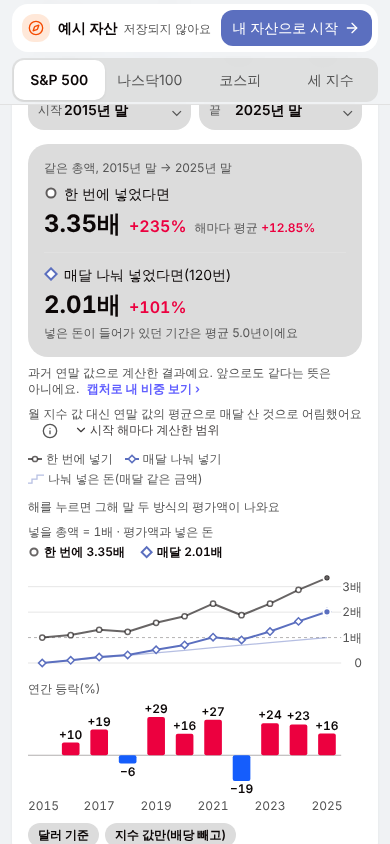 예시 자산 저장되지 않아요 내 자산으로 시작 →
S&P 500 나스닥100 코스피 세 지수
시작 2015년 말 끝 2025년 말
같은 총액, 2015년 말 → 2025년 말
한 번에 넣었다면
3.35배 +235% 해마다 평균 +12.85%
매달 나눠 넣었다면(120번)
2.01배 +101%
넣은 돈이 들어가 있던 기간은 평균 5.0년이에요
과거 연말 값으로 계산한 결과예요. 앞으로도 같다는 뜻은
아니에요. 캡처로 내 비중 보기 ›
월 지수 값 대신 연말 값의 평균으로 매달 산 것으로 어림했어요
시작 해마다 계산한 범위
한 번에 넣기 매달 나눠 넣기
나눠 넣은 돈(매달 같은 금액)
해를 누르면 그해 말 두 방식의 평가액이 나와요
넣을 총액 = 1배 · 평가액과 넣은 돈
한 번에 3.35배 매달 2.01배
3배
2배
1배
0
연간 등락(%)
+10 +19 −6 +29 +16 +27 −19 +24 +23 +16
2015 2017 2019 2021 2023 2025
달러 기준 지수 값만(배당 빼고)